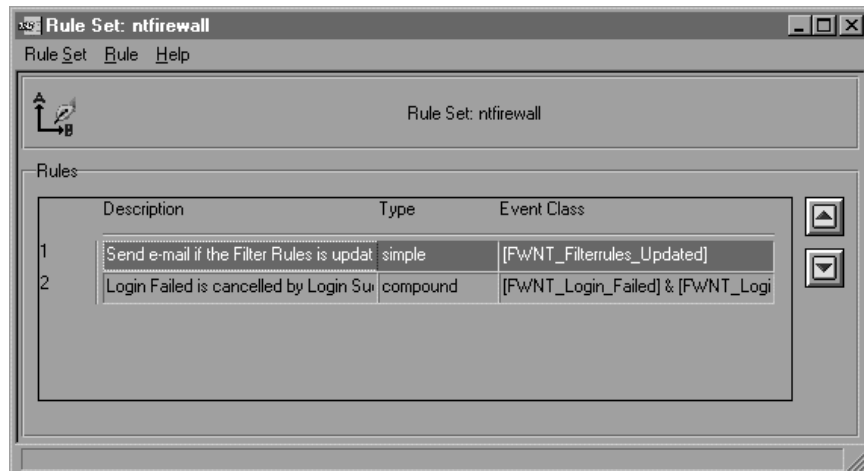 Rule Set: ntfirewall
Rule Set Rule Help
A
B
Rule Set: ntfirewall
Rules
Description Type Event Class
1 Send e-mail if the Filter Rules is updat simple [FWNT_Filterrules_Updated]
2 Login Failed is cancelled by Login Su compound [FWNT_Login_Failed] & [FWNT_Logi